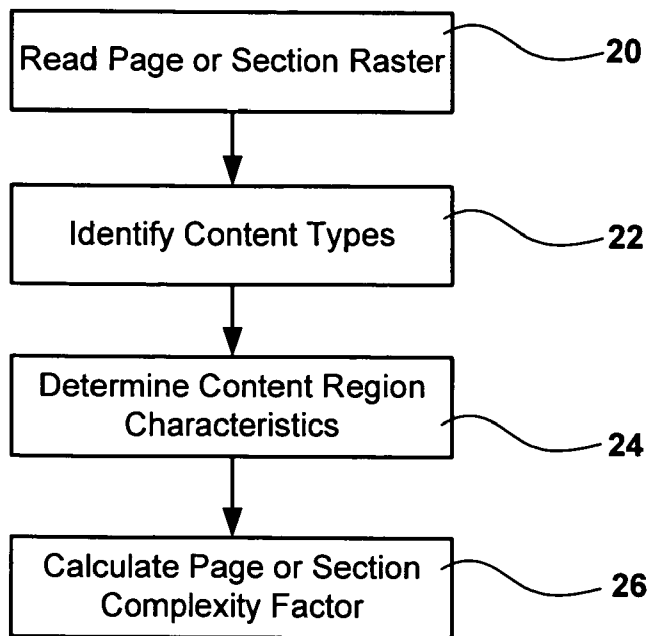 Read Page or Section Raster
20
Identify Content Types
22
Determine Content Region
Characteristics
24
Calculate Page or Section
Complexity Factor
26